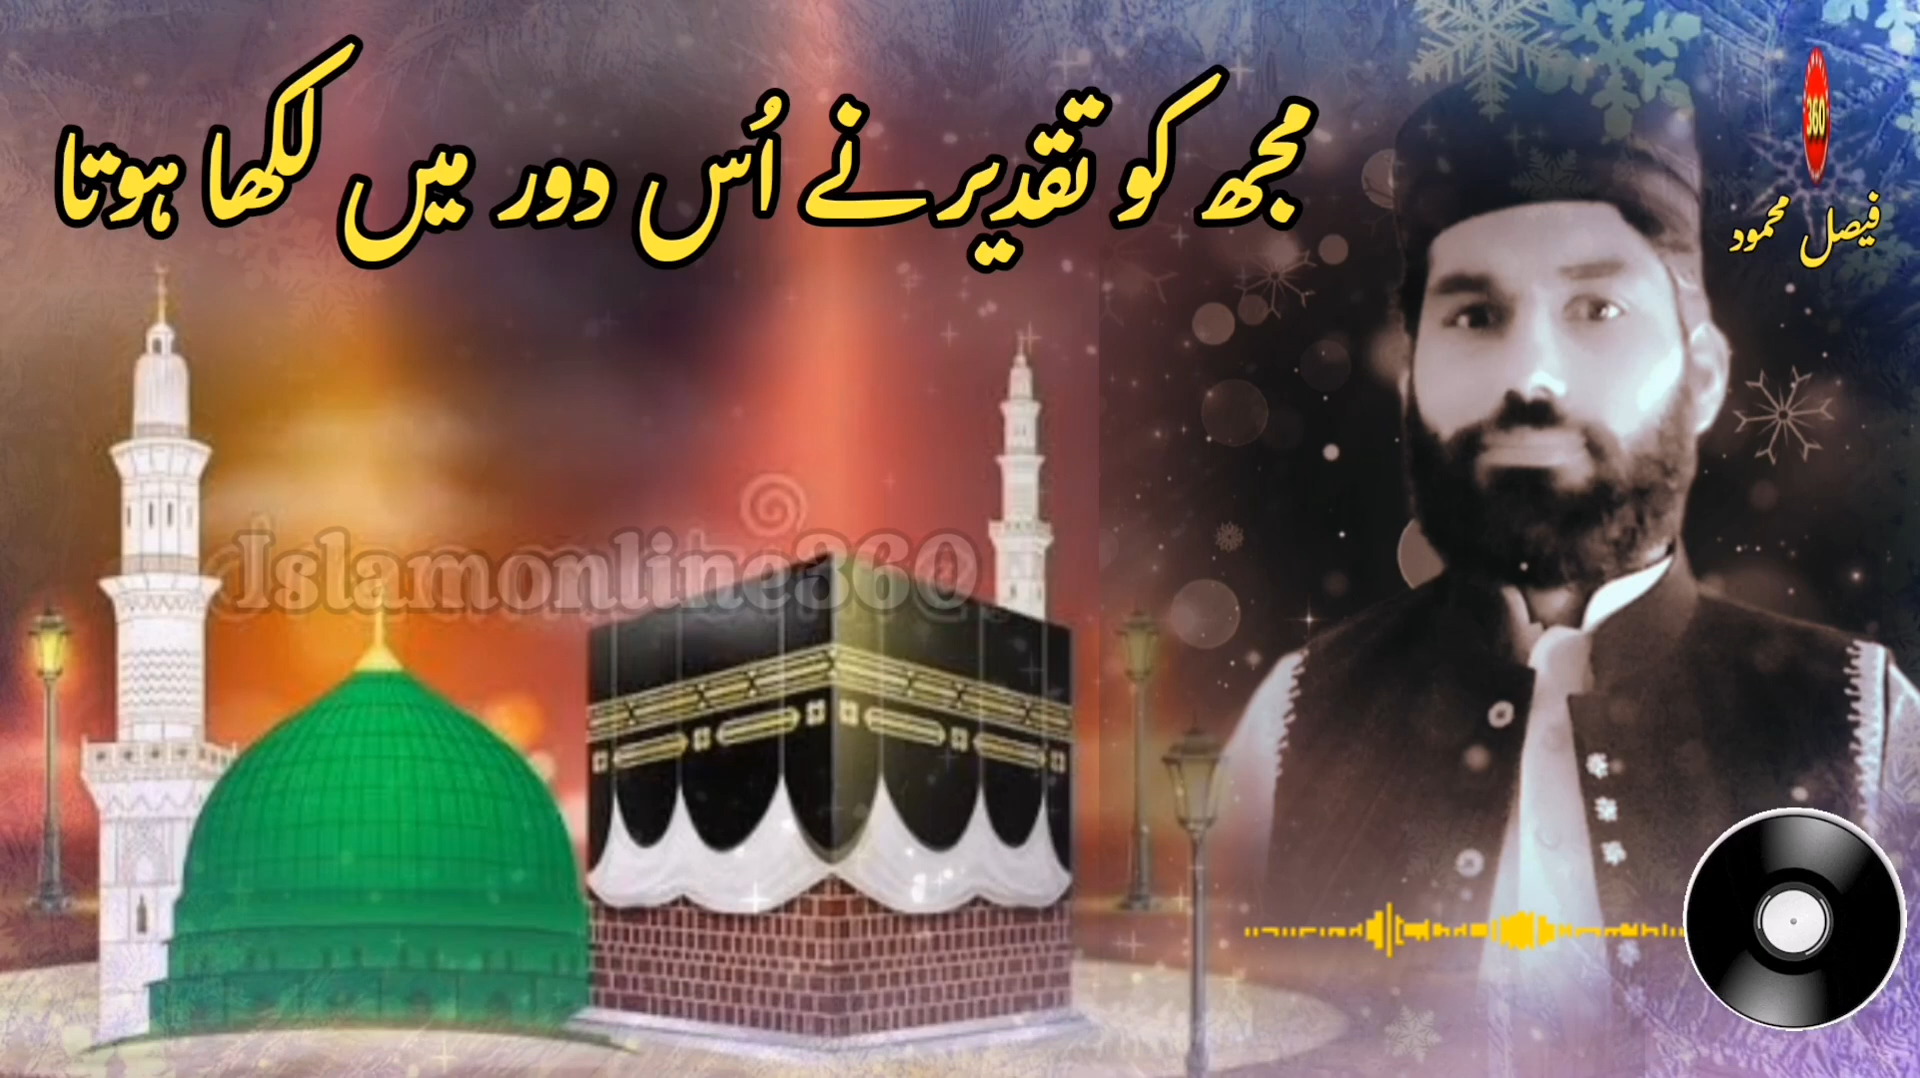 مجھ کو تقدیر نے اُس دور میں لکھا ہوتا
360
فیصل محمود
Islamonline360